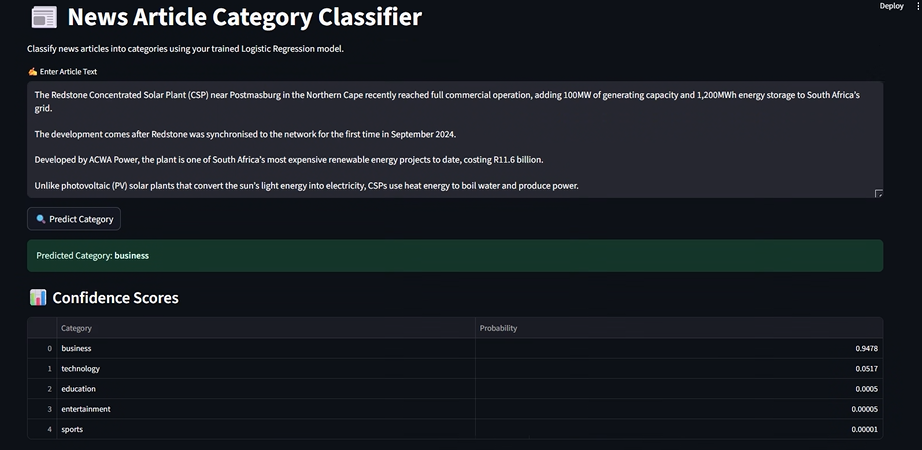 Deploy
News Article Category Classifier
Classify news articles into categories using your trained Logistic Regression model.
Enter Article Text
The Redstone Concentrated Solar Plant (CSP) near Postmasburg in the Northern Cape recently reached full commercial operation, adding 100MW of generating capacity and 1,200MWh energy storage to South Africa's
grid.
The development comes after Redstone was synchronised to the network for the first time in September 2024.
Developed by ACWA Power, the plant is one of South Africa's most expensive renewable energy projects to date, costing R11.6 billion.
Unlike photovoltaic (PV) solar plants that convert the sun's light energy into electricity, CSPs use heat energy to boil water and produce power.
Predict Category
Predicted Category: business
Confidence Scores
Category Probability
0 business 0.9478
1 technology 0.0517
2 education 0.0005
3 entertainment 0.00005
4 sports 0.00001